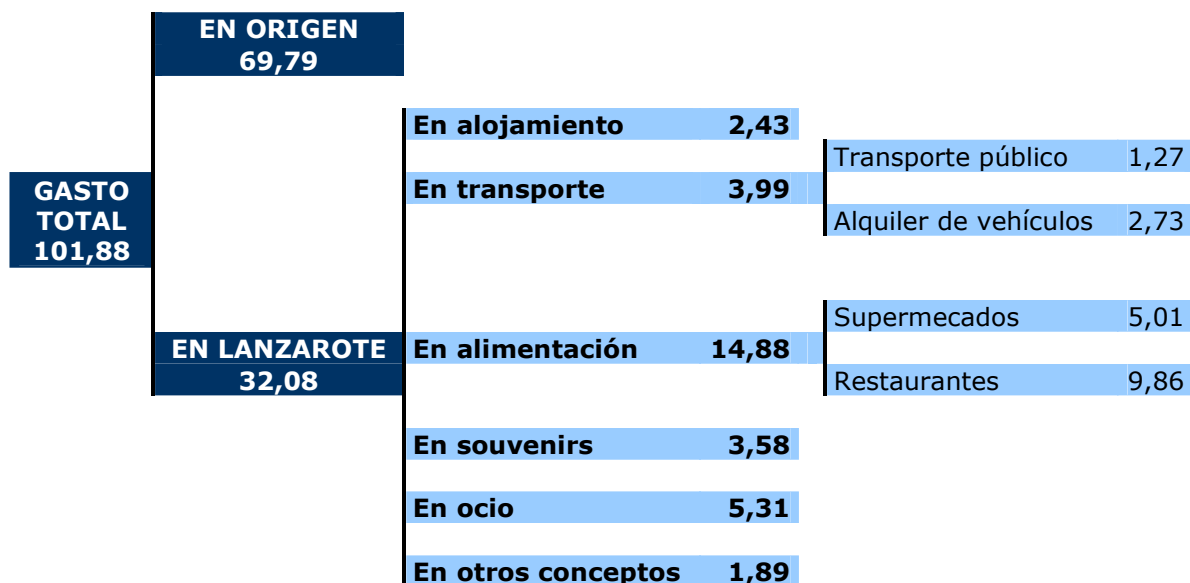 EN ORIGEN
69,79
En alojamiento 2,43
Transporte público 1,27
GASTO
TOTAL
101,88
En transporte 3,99
Alquiler de vehículos 2,73
Supermecados 5,01
EN LANZAROTE
32,08
En alimentación 14,88
Restaurantes 9,86
En souvenirs 3,58
En ocio 5,31
En otros conceptos 1,89